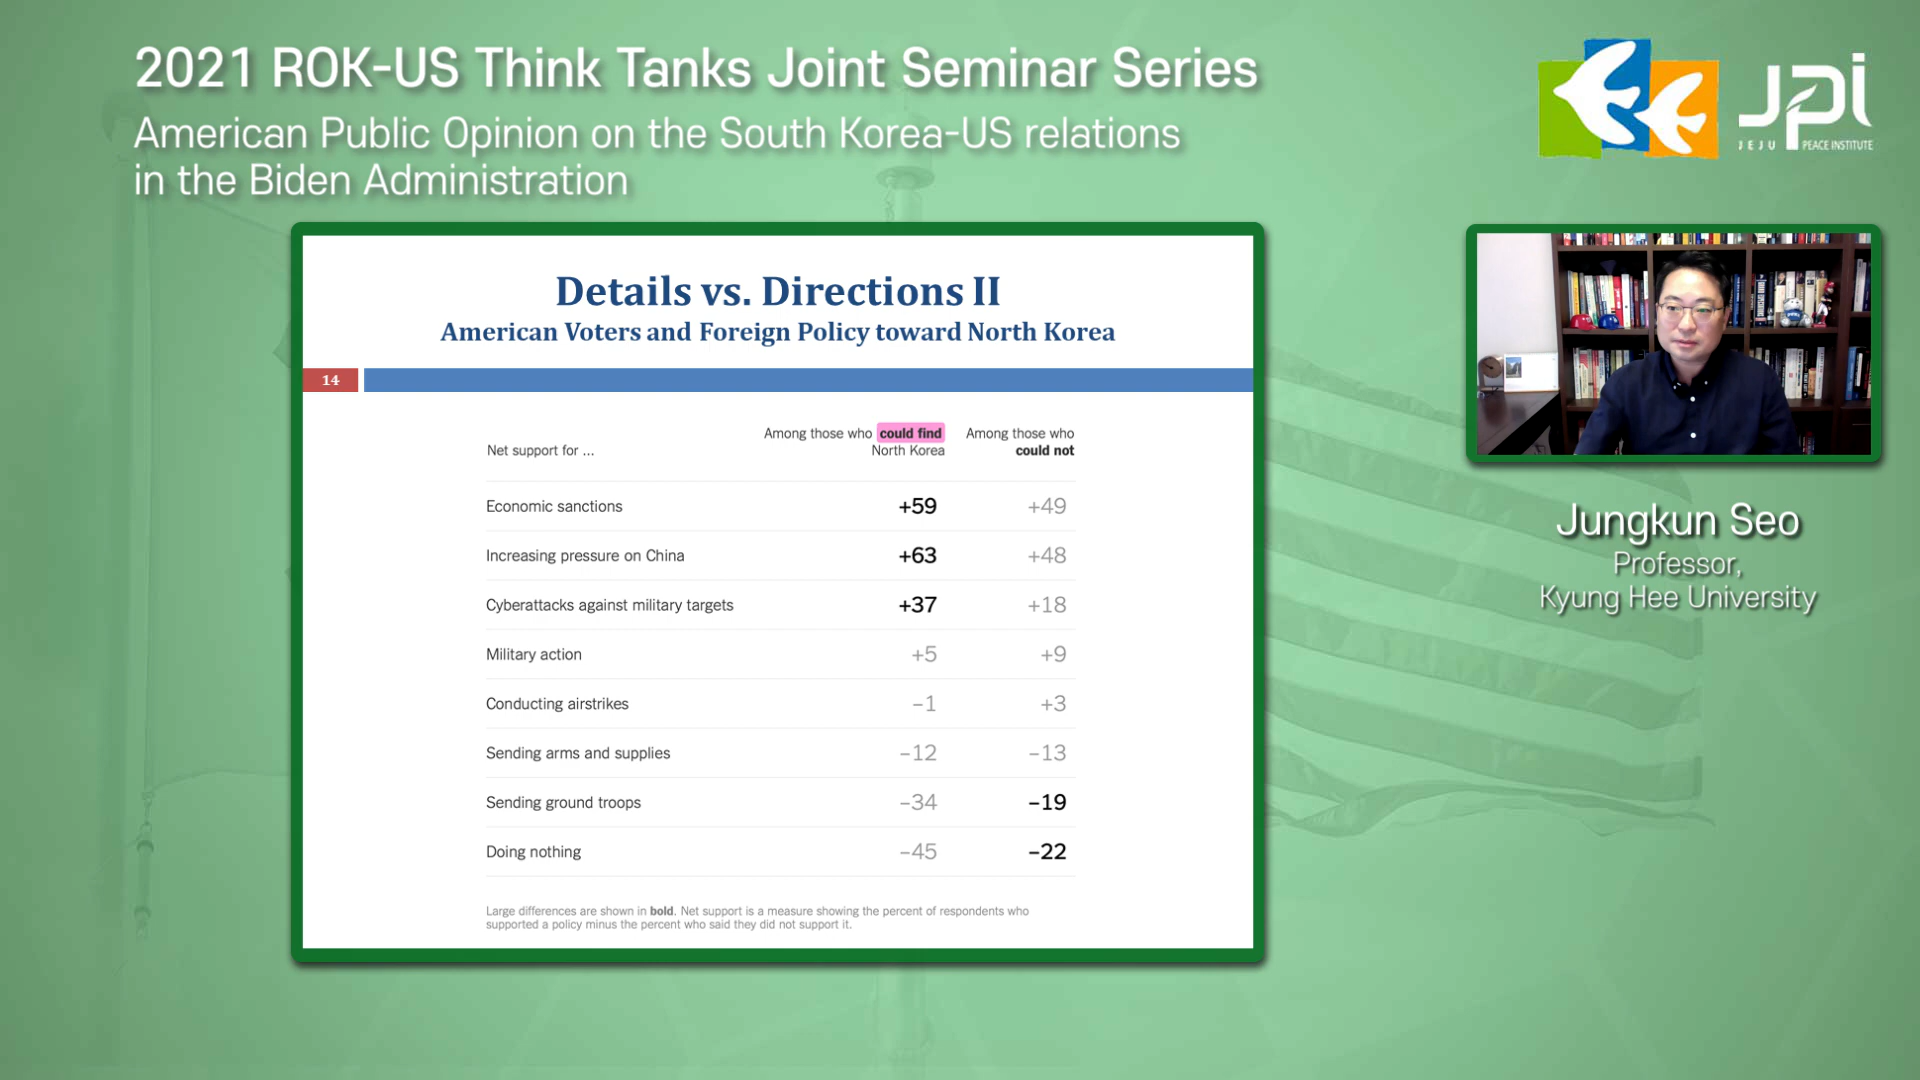 2021 ROK-US Think Tanks Joint Seminar Series
American Public Opinion on the South Korea-US relations
in the Biden Administration
JPI
JEJU PEACE INSTITUTE
Details vs. Directions II
American Voters and Foreign Policy toward North Korea
14
Net support for ...
Among those who could find
North Korea
Among those who
could not
Economic sanctions +59 +49
Increasing pressure on China +63 +48
Cyberattacks against military targets +37 +18
Military action +5 +9
Conducting airstrikes −1 +3
Sending arms and supplies −12 −13
Sending ground troops −34 −19
Doing nothing −45 −22
Large differences are shown in bold. Net support is a measure showing the percent of respondents who
supported a policy minus the percent who said they did not support it.
Jungkun Seo
Professor,
Kyung Hee University